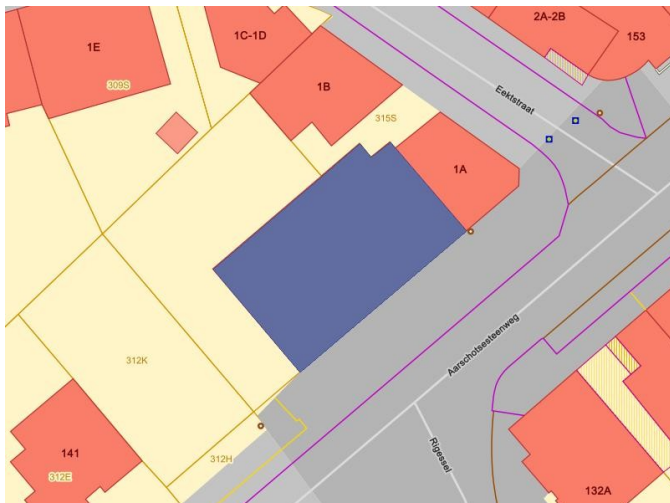 1E
1C-1D
2A-2B
153
309S
1B
Eektstraat
315S
1A
Aarschotsesteenweg
312K
Rigessel
141
312H
312E
132A